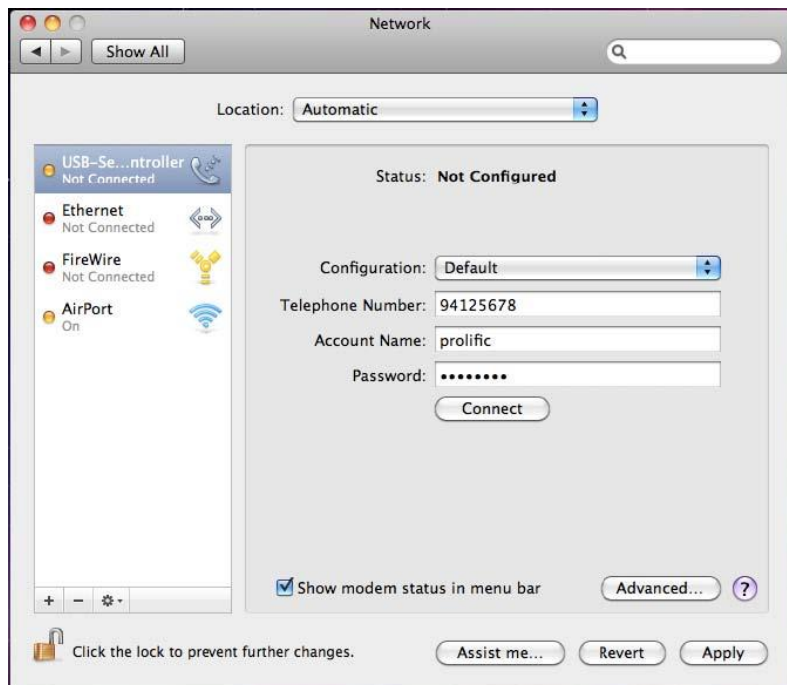 Network
Show All
Location: Automatic
USB-Se...ntroller
Not Connected
Ethernet
Not Connected
FireWire
Not Connected
AirPort
On
Status: Not Configured
Configuration: Default
Telephone Number: 94125678
Account Name: prolific
Password: ••••••••
Connect
Show modem status in menu bar
Advanced... ?
+ −
Click the lock to prevent further changes.
Assist me... Revert Apply